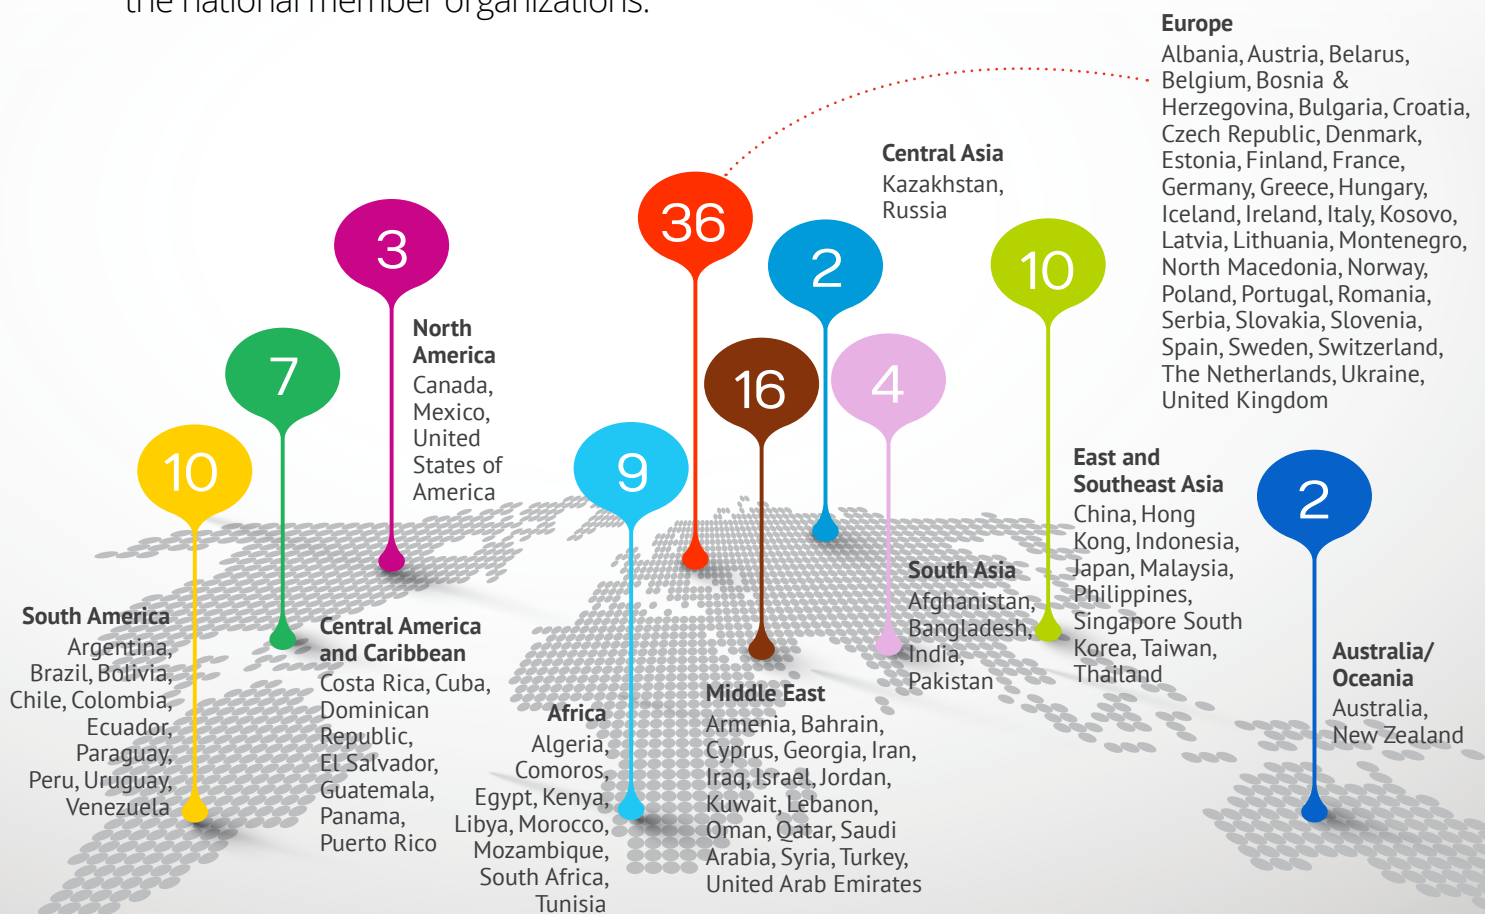 the national member organizations.
Europe
Albania, Austria, Belarus,
Belgium, Bosnia &
Herzegovina, Bulgaria, Croatia,
Czech Republic, Denmark,
Estonia, Finland, France,
Germany, Greece, Hungary,
Iceland, Ireland, Italy, Kosovo,
Latvia, Lithuania, Montenegro,
North Macedonia, Norway,
Poland, Portugal, Romania,
Serbia, Slovakia, Slovenia,
Spain, Sweden, Switzerland,
The Netherlands, Ukraine,
United Kingdom
36
Central Asia
Kazakhstan,
Russia
2
3
North
America
Canada,
Mexico,
United
States of
America
7
Central America
and Caribbean
Costa Rica, Cuba,
Dominican
Republic,
El Salvador,
Guatemala,
Panama,
Puerto Rico
10
South America
Argentina,
Brazil, Bolivia,
Chile, Colombia,
Ecuador,
Paraguay,
Peru, Uruguay,
Venezuela
9
Africa
Algeria,
Comoros,
Egypt, Kenya,
Libya, Morocco,
Mozambique,
South Africa,
Tunisia
16
Middle East
Armenia, Bahrain,
Cyprus, Georgia, Iran,
Iraq, Israel, Jordan,
Kuwait, Lebanon,
Oman, Qatar, Saudi
Arabia, Syria, Turkey,
United Arab Emirates
4
South Asia
Afghanistan,
Bangladesh,
India,
Pakistan
10
East and
Southeast Asia
China, Hong
Kong, Indonesia,
Japan, Malaysia,
Philippines,
Singapore South
Korea, Taiwan,
Thailand
2
Australia/
Oceania
Australia,
New Zealand